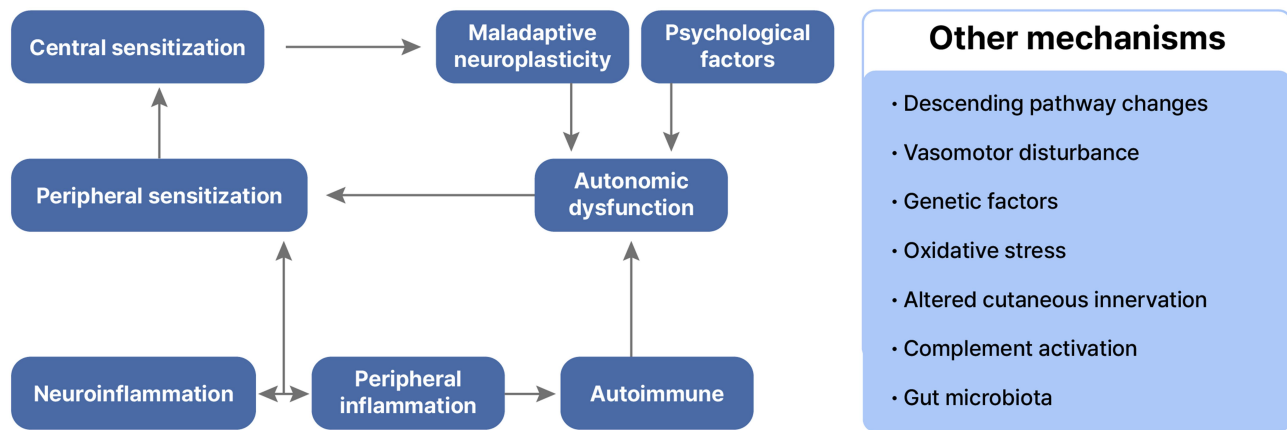 Central sensitization
Maladaptive
neuroplasticity
Psychological
factors
Peripheral sensitization
Autonomic
dysfunction
Neuroinflammation
Peripheral
inflammation
Autoimmune
Other mechanisms
• Descending pathway changes
• Vasomotor disturbance
• Genetic factors
• Oxidative stress
• Altered cutaneous innervation
• Complement activation
• Gut microbiota